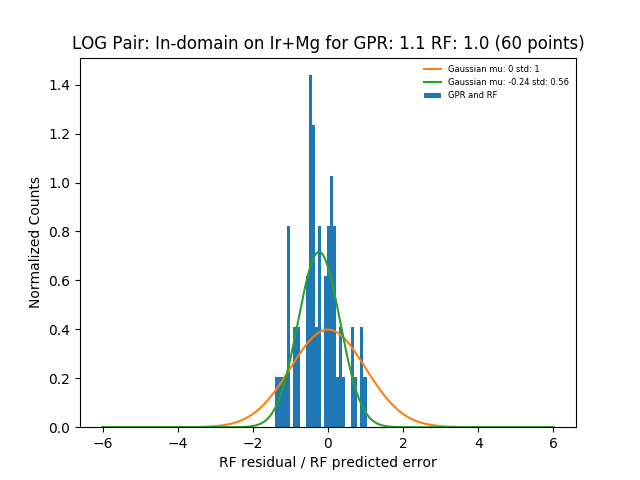 LOG Pair: In-domain on Ir+Mg for GPR: 1.1 RF: 1.0 (60 points)
Gaussian mu: 0 std: 1
Gaussian mu: -0.24 std: 0.56
GPR and RF
Normalized Counts
1.4
1.2
1.0
0.8
0.6
0.4
0.2
0.0
−6 −4 −2 0 2 4 6
RF residual / RF predicted error